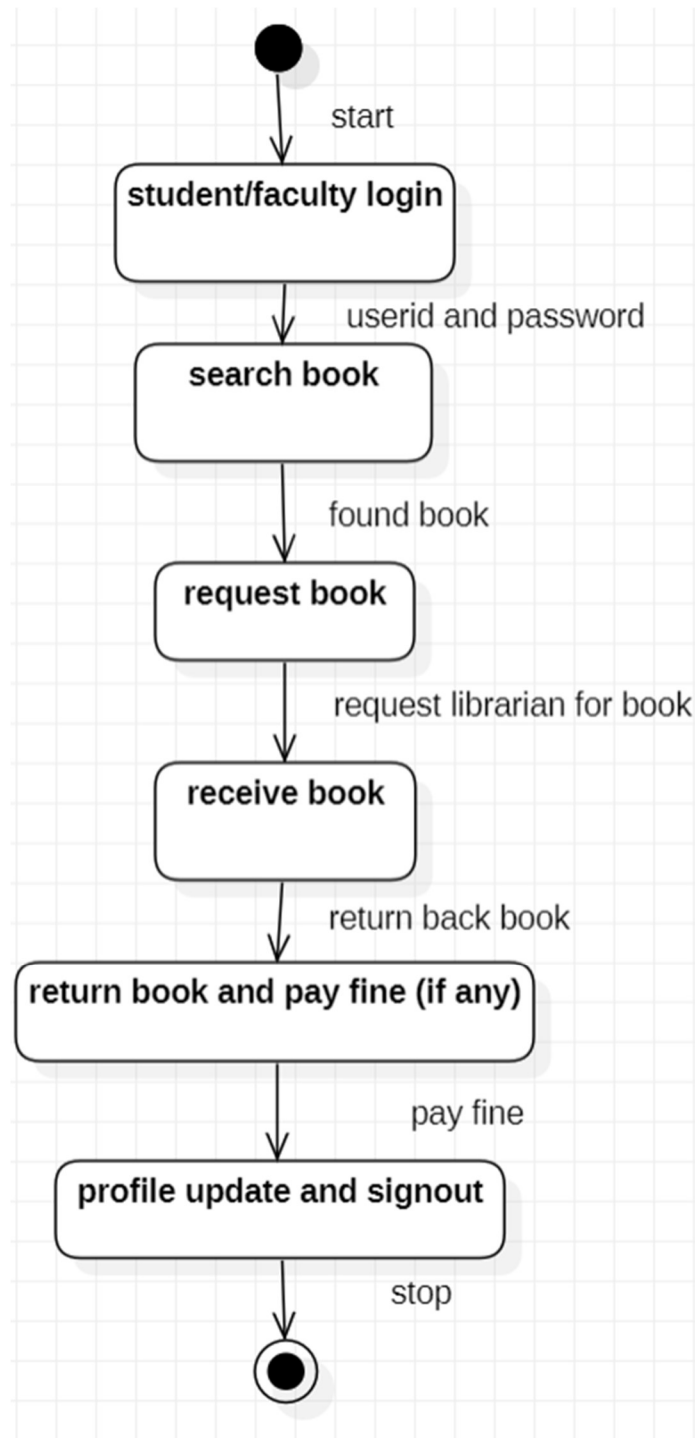 start
student/faculty login
userid and password
search book
found book
request book
request librarian for book
receive book
return back book
return book and pay fine (if any)
pay fine
profile update and signout
stop